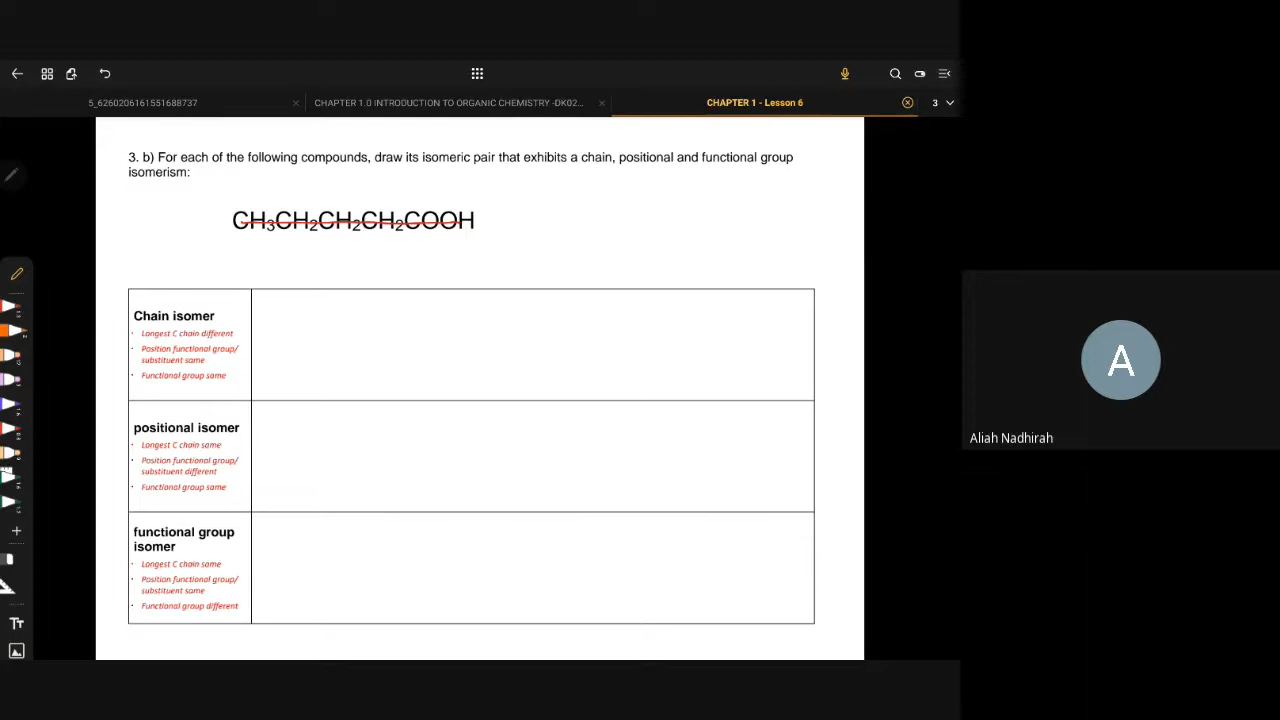 5_6260206161551688737
CHAPTER 1.0 INTRODUCTION TO ORGANIC CHEMISTRY -DK02...
CHAPTER 1 - Lesson 6
3
3. b) For each of the following compounds, draw its isomeric pair that exhibits a chain, positional and functional group
isomerism:
CH₃CH₂CH₂CH₂COOH
Chain isomer
· Longest C chain different
· Position functional group/
substituent same
· Functional group same
positional isomer
· Longest C chain same
· Position functional group/
substituent different
· Functional group same
functional group
isomer
· Longest C chain same
· Position functional group/
substituent same
· Functional group different
Tт
A
Aliah Nadhirah